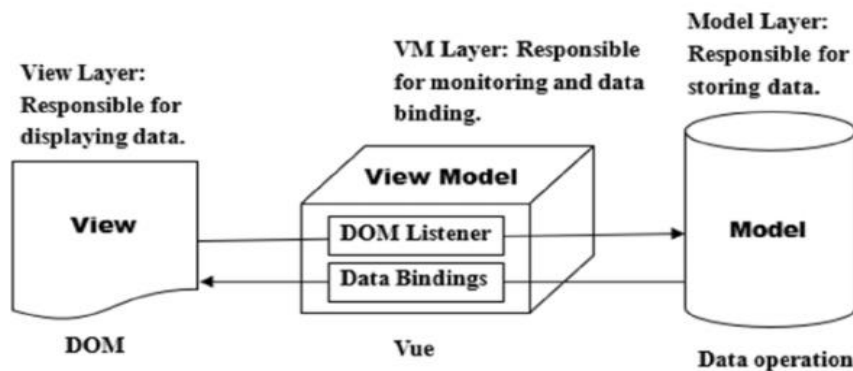 View Layer:
Responsible for
displaying data.
VM Layer: Responsible
for monitoring and data
binding.
Model Layer:
Responsible for
storing data.
View
View Model
DOM Listener
Data Bindings
Model
DOM
Vue
Data operation